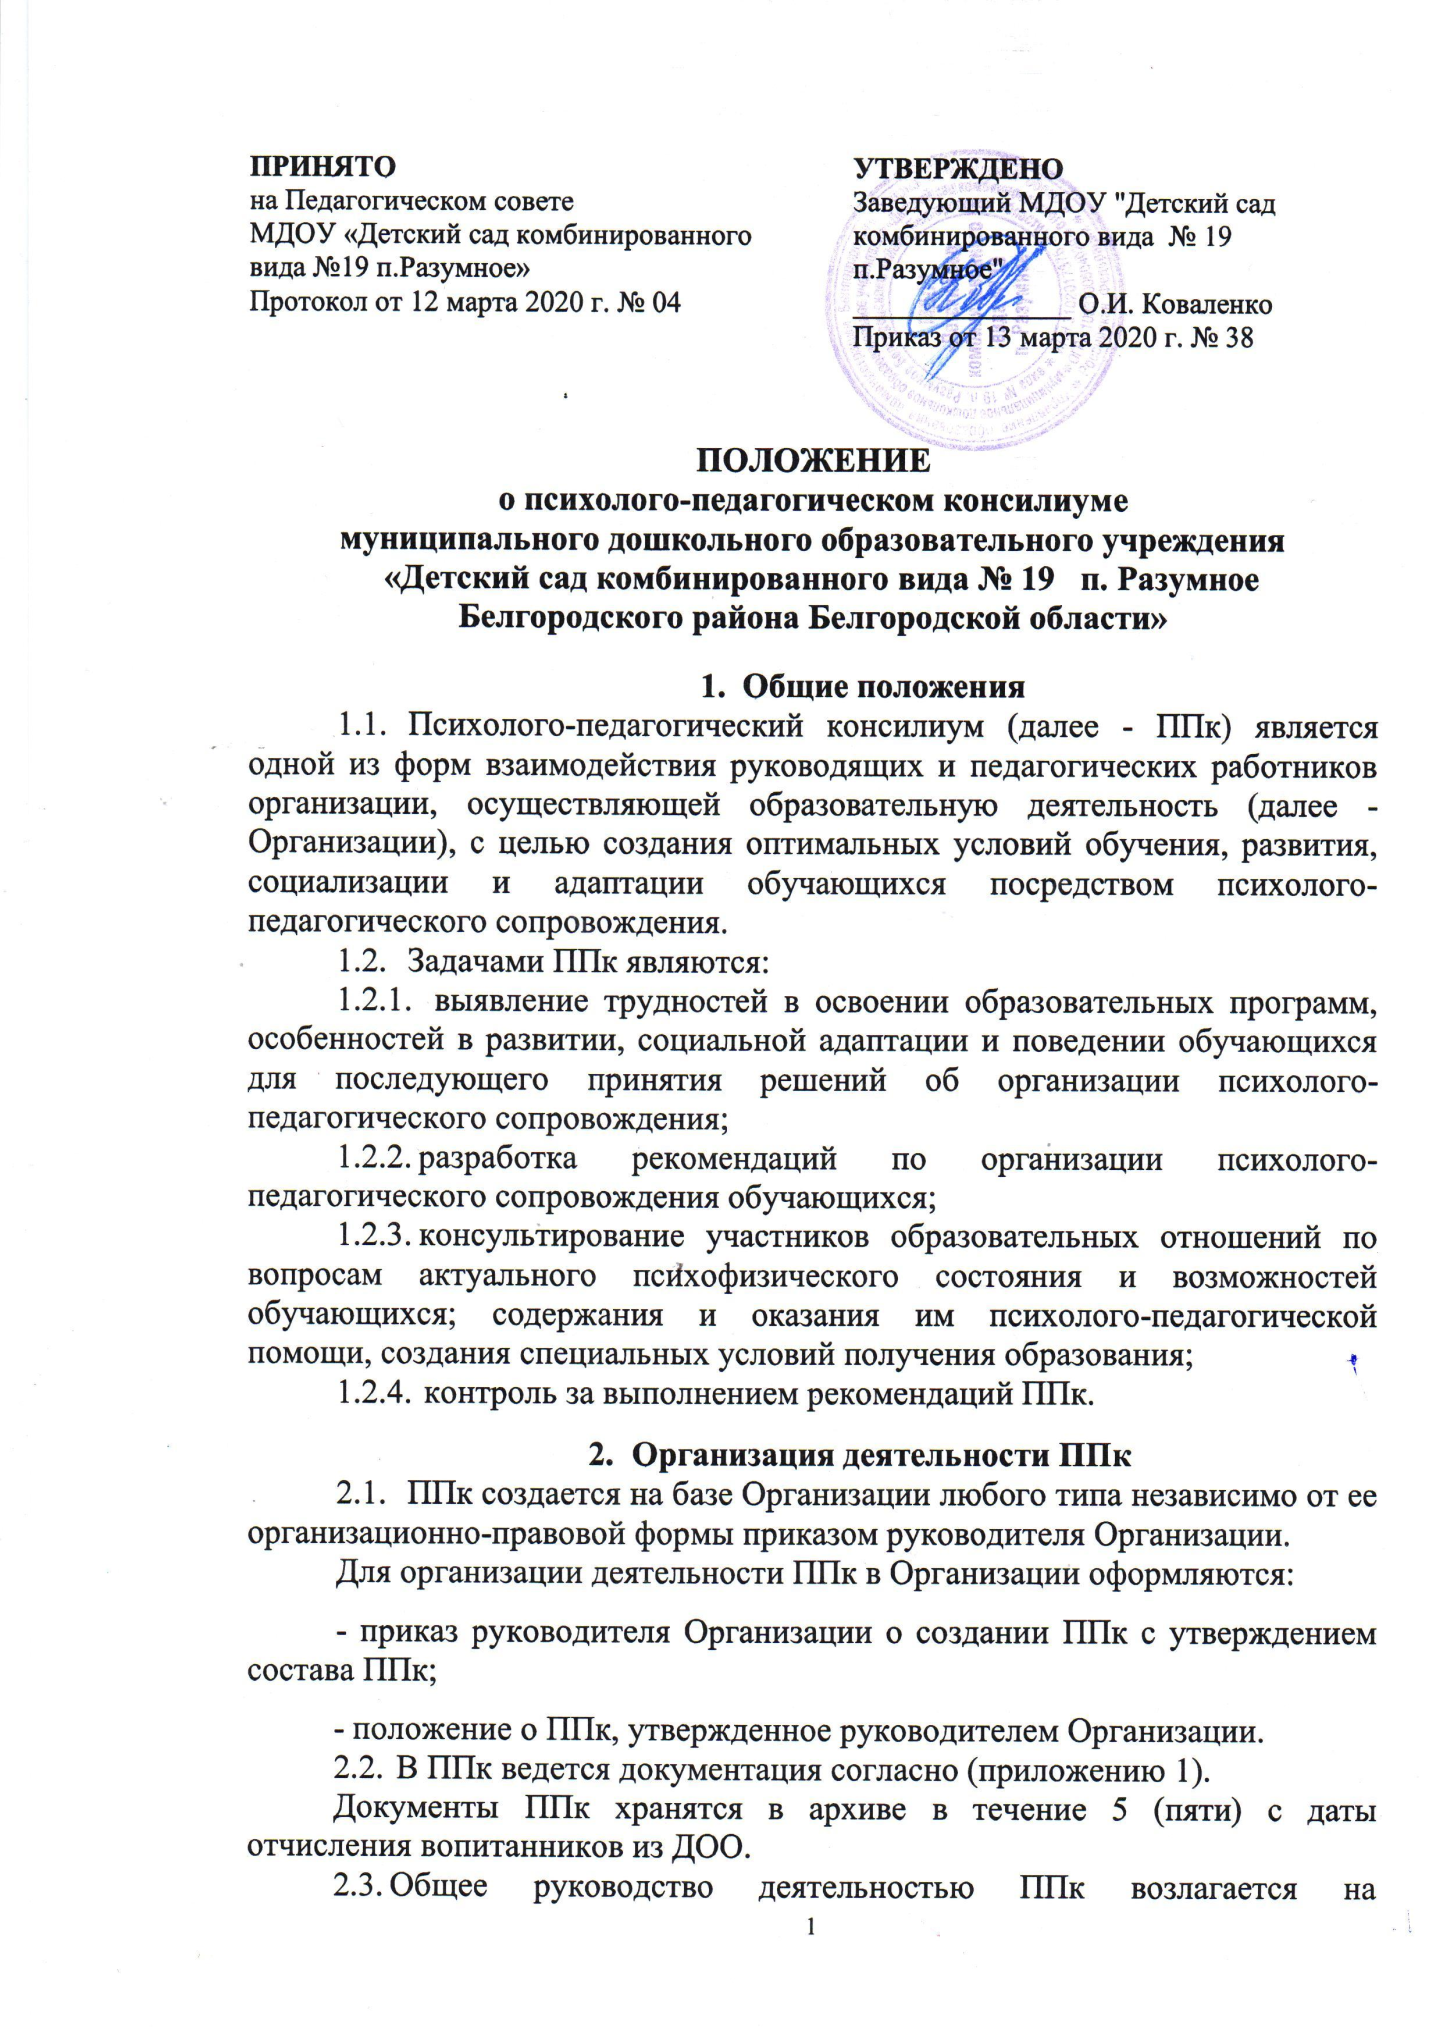 ПРИНЯТО
на Педагогическом совете
МДОУ «Детский сад комбинированного
вида №19 п.Разумное»
Протокол от 12 марта 2020 г. № 04
УТВЕРЖДЕНО
Заведующий МДОУ "Детский сад
комбинированного вида № 19
п.Разумное"
_______________ О.И. Коваленко
Приказ от 13 марта 2020 г. № 38
ПОЛОЖЕНИЕ
о психолого-педагогическом консилиуме
муниципального дошкольного образовательного учреждения
«Детский сад комбинированного вида № 19 п. Разумное
Белгородского района Белгородской области»
1. Общие положения
1.1. Психолого-педагогический консилиум (далее - ППк) является
одной из форм взаимодействия руководящих и педагогических работников
организации, осуществляющей образовательную деятельность (далее -
Организации), с целью создания оптимальных условий обучения, развития,
социализации и адаптации обучающихся посредством психолого-
педагогического сопровождения.
1.2. Задачами ППк являются:
1.2.1. выявление трудностей в освоении образовательных программ,
особенностей в развитии, социальной адаптации и поведении обучающихся
для последующего принятия решений об организации психолого-
педагогического сопровождения;
1.2.2. разработка рекомендаций по организации психолого-
педагогического сопровождения обучающихся;
1.2.3. консультирование участников образовательных отношений по
вопросам актуального психофизического состояния и возможностей
обучающихся; содержания и оказания им психолого-педагогической
помощи, создания специальных условий получения образования;
1.2.4. контроль за выполнением рекомендаций ППк.
2. Организация деятельности ППк
2.1. ППк создается на базе Организации любого типа независимо от ее
организационно-правовой формы приказом руководителя Организации.
Для организации деятельности ППк в Организации оформляются:
- приказ руководителя Организации о создании ППк с утверждением
состава ППк;
- положение о ППк, утвержденное руководителем Организации.
2.2. В ППк ведется документация согласно (приложению 1).
Документы ППк хранятся в архиве в течение 5 (пяти) с даты
отчисления вопитанников из ДОО.
2.3. Общее руководство деятельностью ППк возлагается на
1